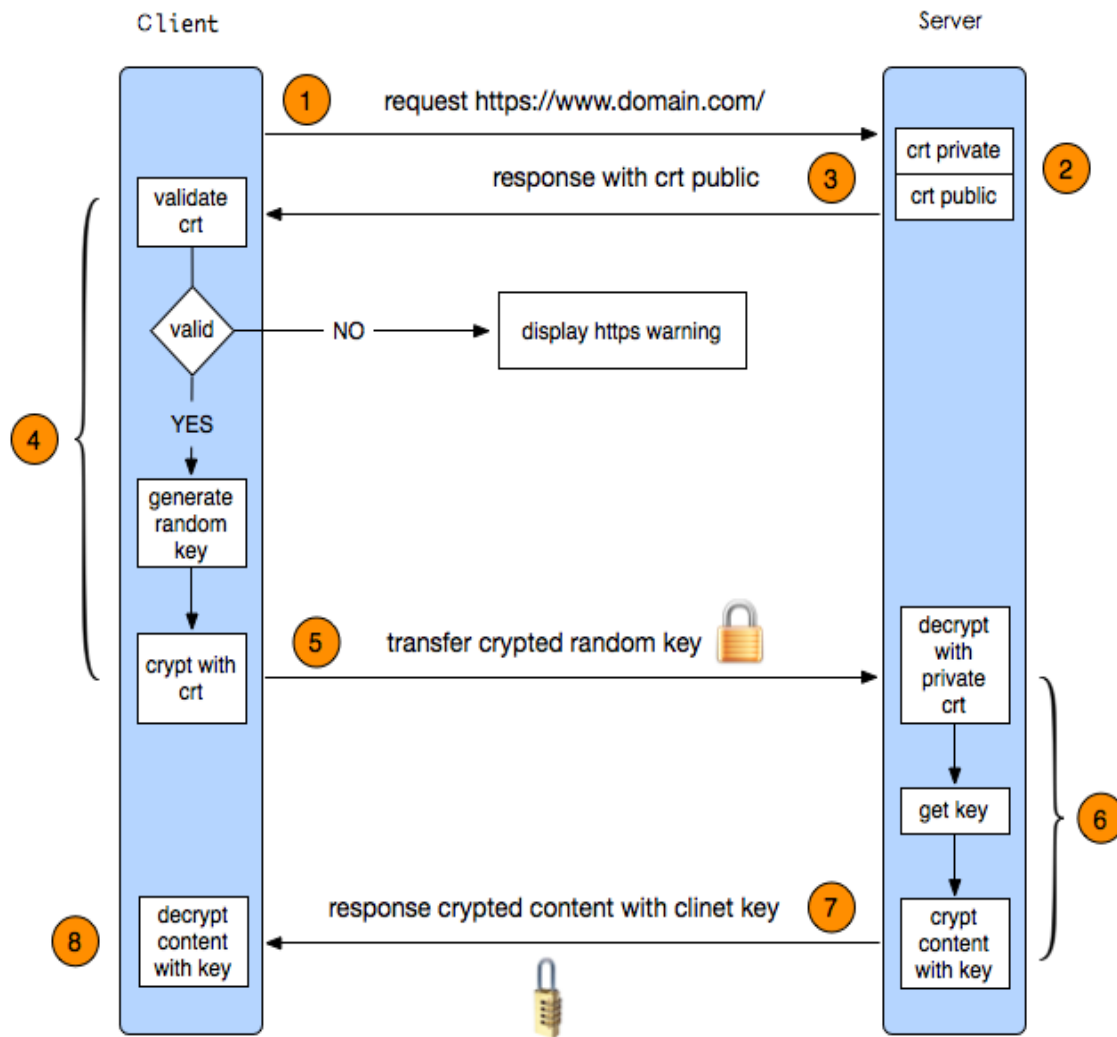 Client
Server
1
request https://www.domain.com/
crt private
2
response with crt public
3
crt public
validate
crt
valid
NO
display https warning
4
YES
generate
random
key
5
transfer crypted random key
crypt with
crt
decrypt
with
private
crt
get key
6
response crypted content with clinet key
7
8
decrypt
content
with key
crypt
content
with key